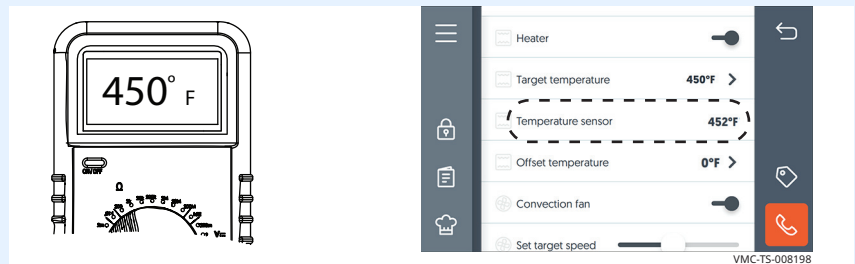 450° F
ON/OFF
Ω
V
Heater
Target temperature 450°F
Temperature sensor 452°F
Offset temperature 0°F
Convection fan
Set target speed
VMC-TS-008198